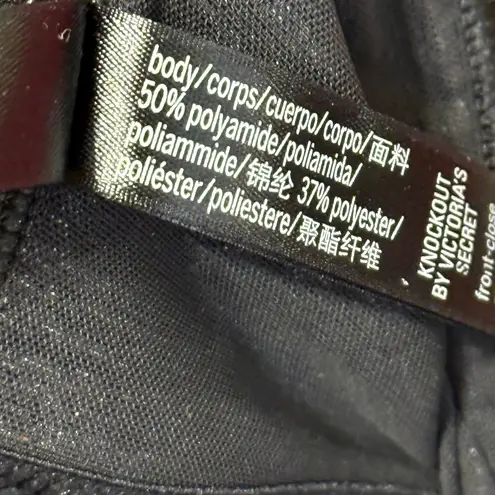 body/corps/cuerpo/corpo/面料
50% polyamide/poliamida/
poliammide/锦纶 37% polyester/
poliéster/poliestere/聚酯纤维
KNOCKOUT
BY VICTORIA'S
SECRET
front-close